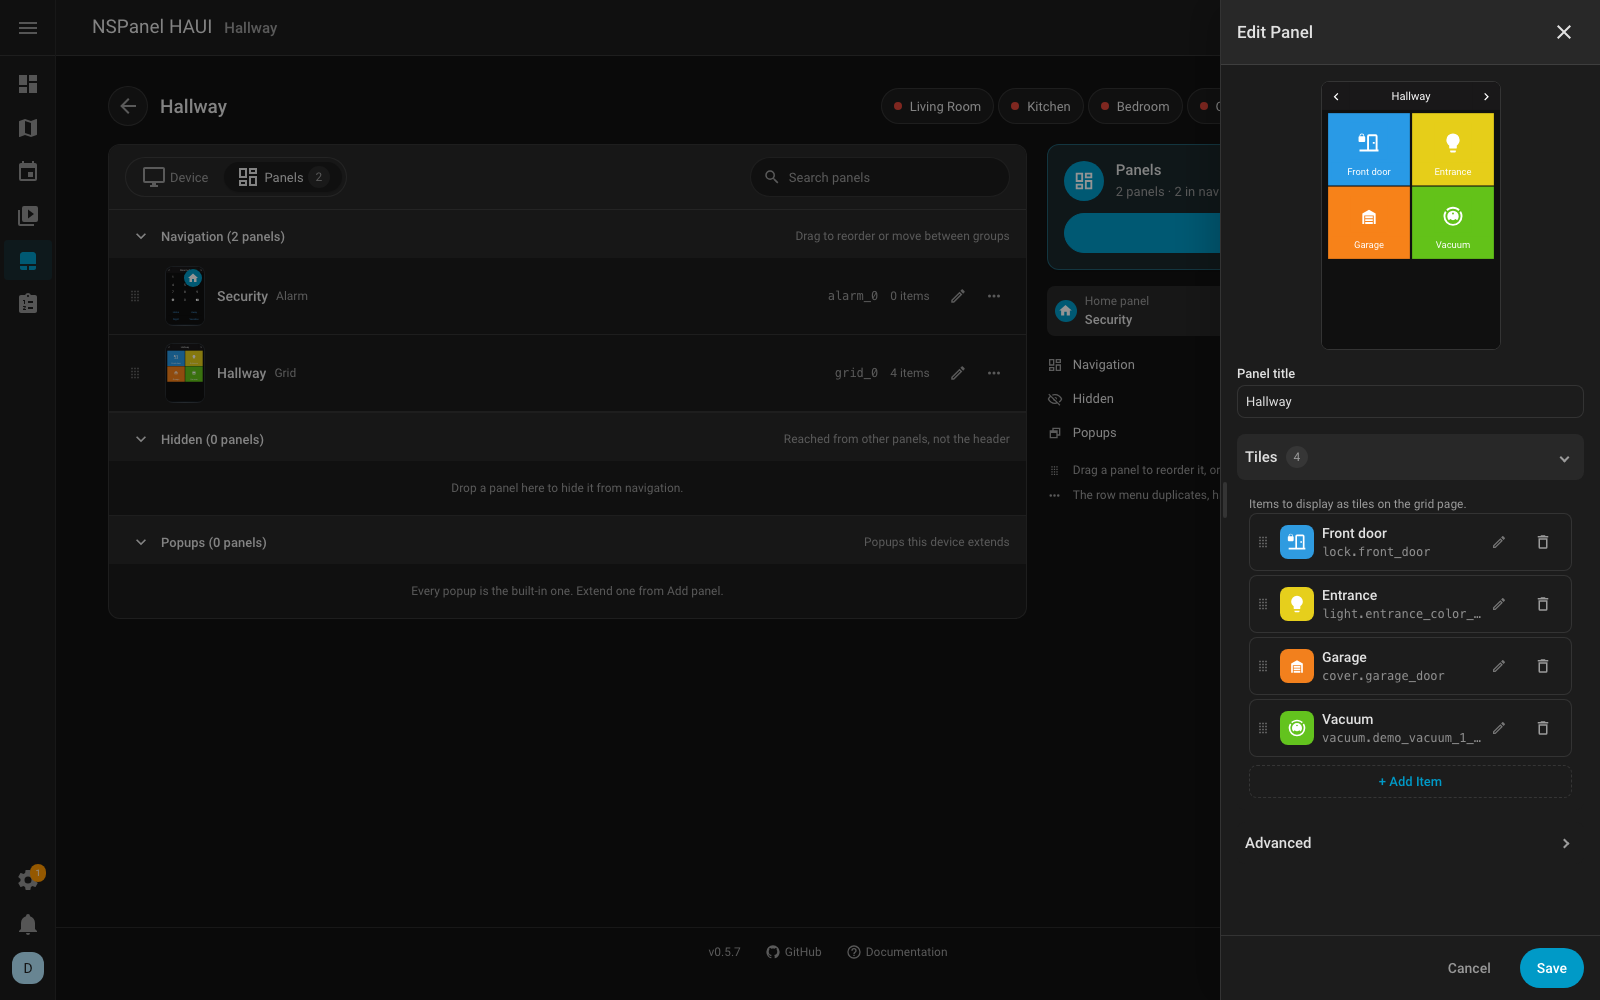 NSPanel HAUI Hallway
Hallway
Living Room
Kitchen
Bedroom
Device
Panels 2
Search panels
Navigation (2 panels)
Drag to reorder or move between groups
Security Alarm
alarm_0 0 items
Hallway Grid
grid_0 4 items
Hidden (0 panels)
Reached from other panels, not the header
Drop a panel here to hide it from navigation.
Popups (0 panels)
Popups this device extends
Every popup is the built-in one. Extend one from Add panel.
Panels
2 panels · 2 in nav
Home panel
Security
Navigation
Hidden
Popups
Drag a panel to reorder it, or
The row menu duplicates, h
1
D
v0.5.7
GitHub
Documentation
Edit Panel
Hallway
Front door
Entrance
Garage
Vacuum
Panel title
Hallway
Tiles 4
Items to display as tiles on the grid page.
Front door
lock.front_door
Entrance
light.entrance_color_…
Garage
cover.garage_door
Vacuum
vacuum.demo_vacuum_1_…
+ Add Item
Advanced
Cancel
Save